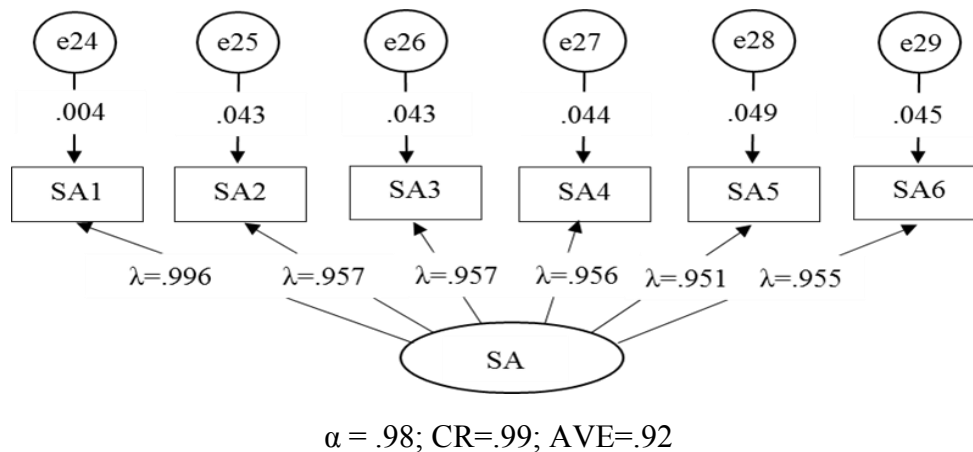 e24 e25 e26 e27 e28 e29
.004 .043 .043 .044 .049 .045
SA1 SA2 SA3 SA4 SA5 SA6
λ=.996 λ=.957 λ=.957 λ=.956 λ=.951 λ=.955
SA
α = .98; CR=.99; AVE=.92